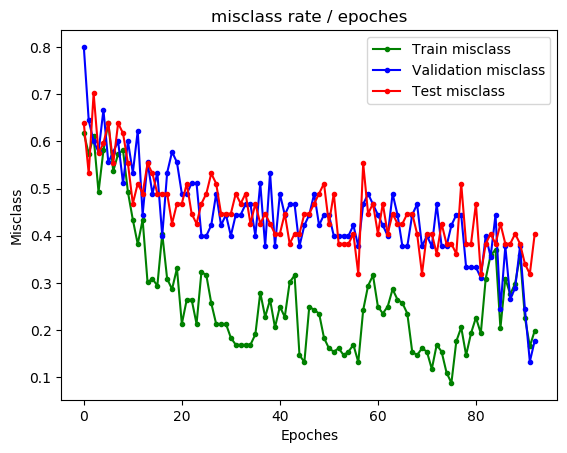 misclass rate / epoches
Train misclass
Validation misclass
Test misclass
Misclass
0.8
0.7
0.6
0.5
0.4
0.3
0.2
0.1
0 20 40 60 80
Epoches